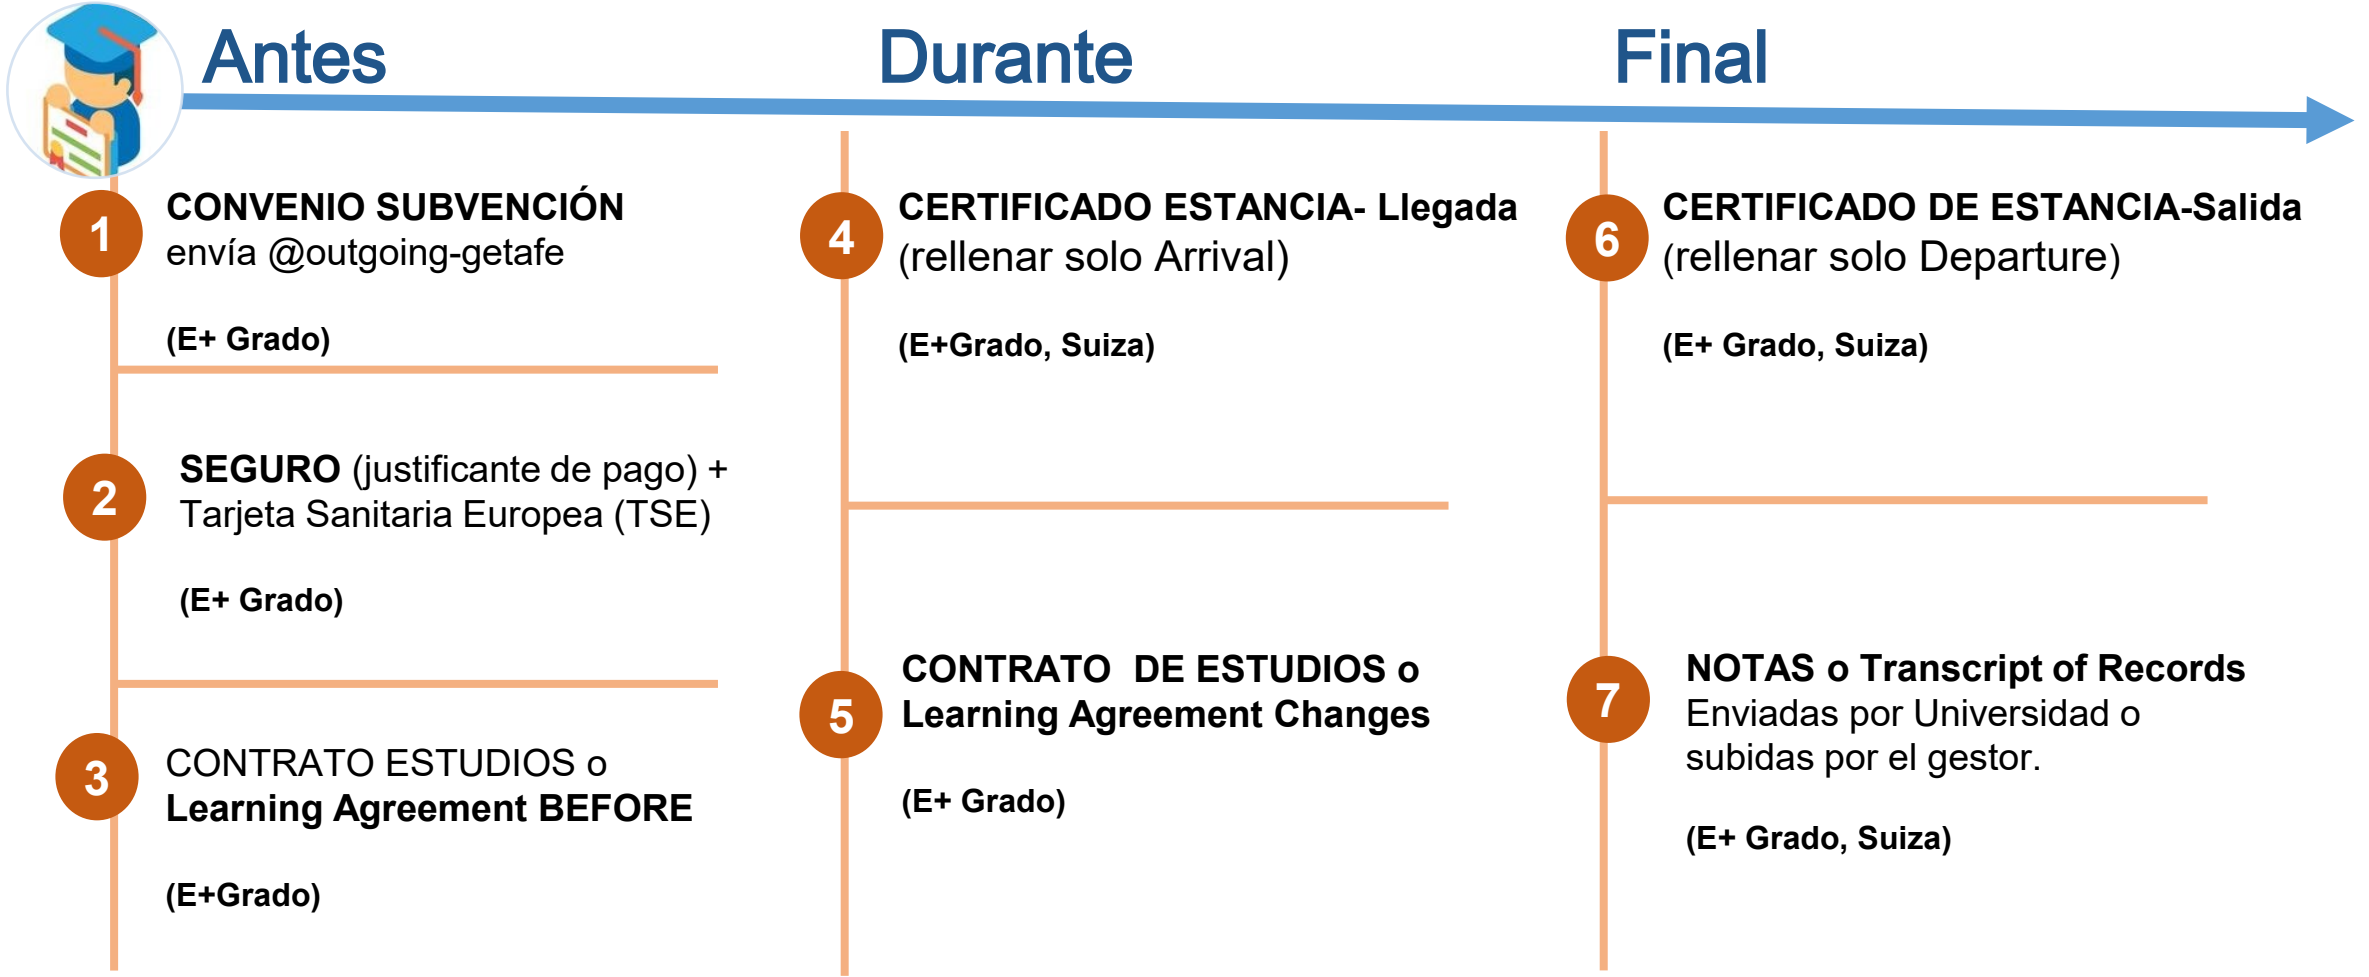 Antes
Durante
Final
1
CONVENIO SUBVENCIÓN
envía @outgoing-getafe
(E+ Grado)
2
SEGURO (justificante de pago) +
Tarjeta Sanitaria Europea (TSE)
(E+ Grado)
3
CONTRATO ESTUDIOS o
Learning Agreement BEFORE
(E+Grado)
4
CERTIFICADO ESTANCIA- Llegada
(rellenar solo Arrival)
(E+Grado, Suiza)
5
CONTRATO DE ESTUDIOS o
Learning Agreement Changes
(E+ Grado)
6
CERTIFICADO DE ESTANCIA-Salida
(rellenar solo Departure)
(E+ Grado, Suiza)
7
NOTAS o Transcript of Records
Enviadas por Universidad o
subidas por el gestor.
(E+ Grado, Suiza)